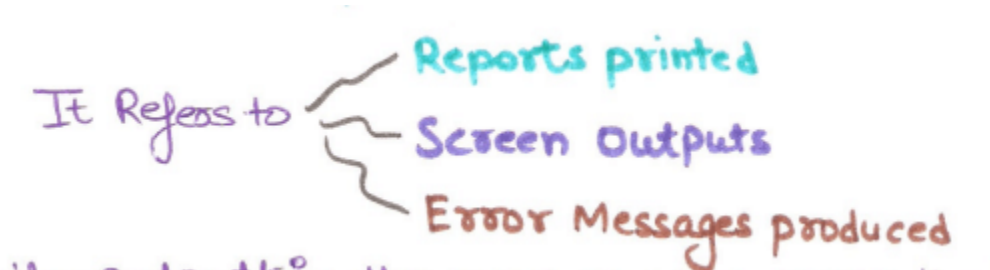 Reports printed
It Refers to
Screen Outputs
Error Messages produced